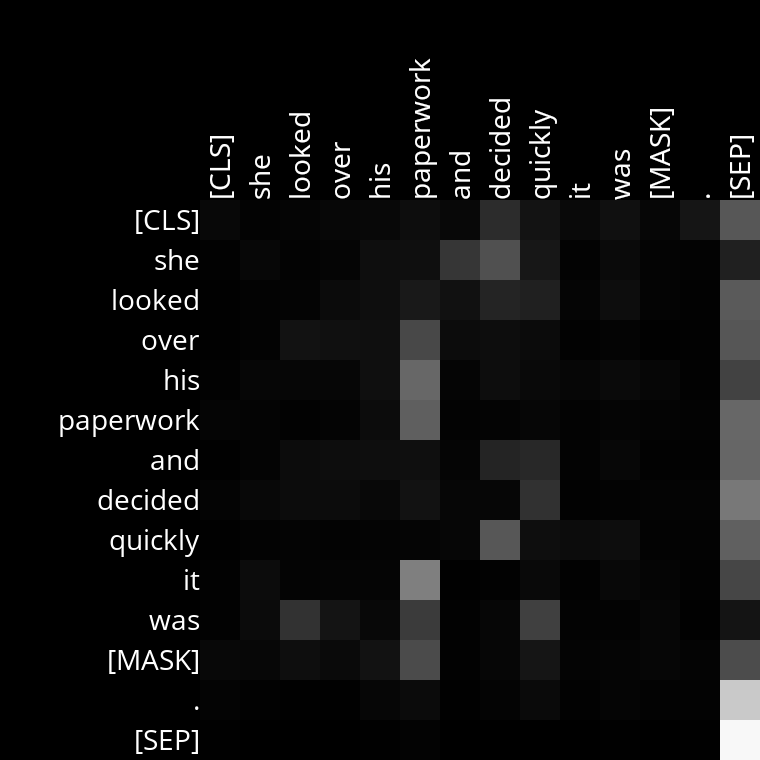 [CLS] she looked over his paperwork and decided quickly it was [MASK] . [SEP]
[CLS]
she
looked
over
his
paperwork
and
decided
quickly
it
was
[MASK]
.
[SEP]